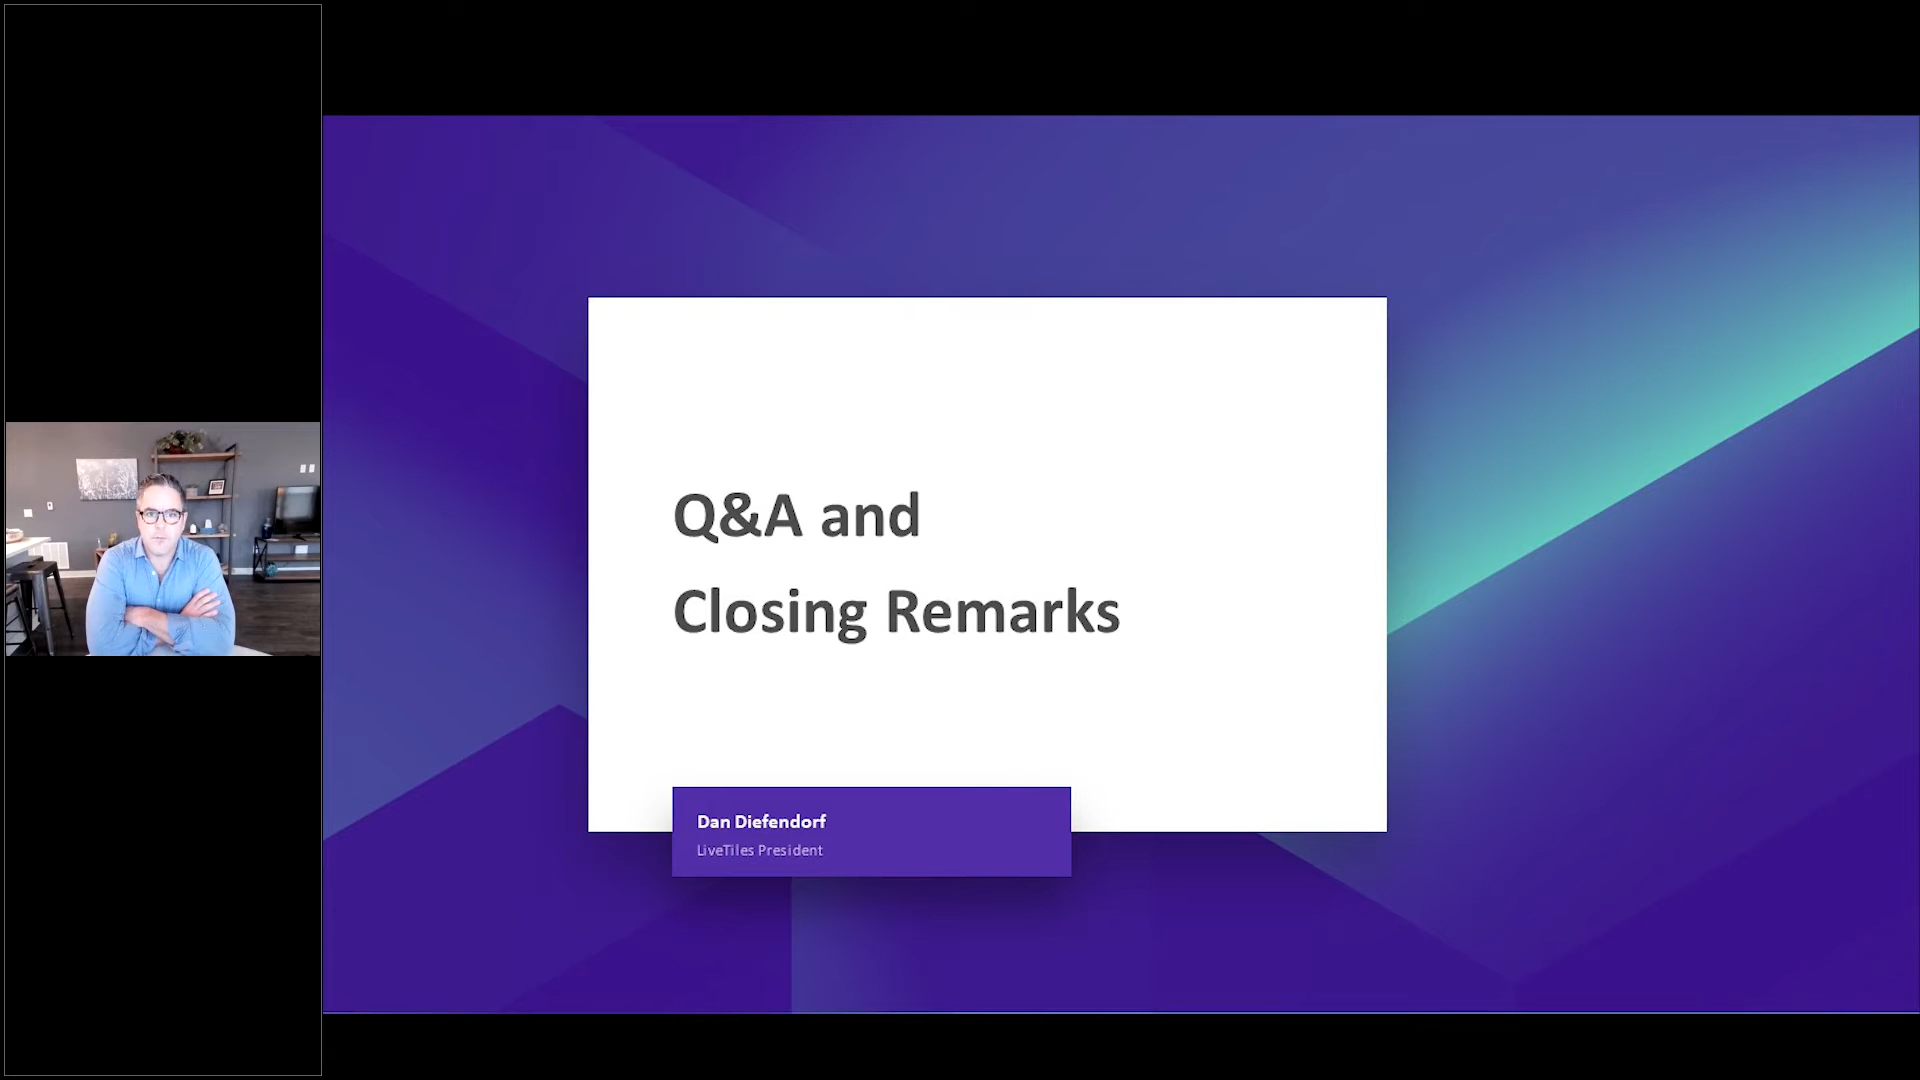 Q&A and
Closing Remarks
Dan Diefendorf
LiveTiles President